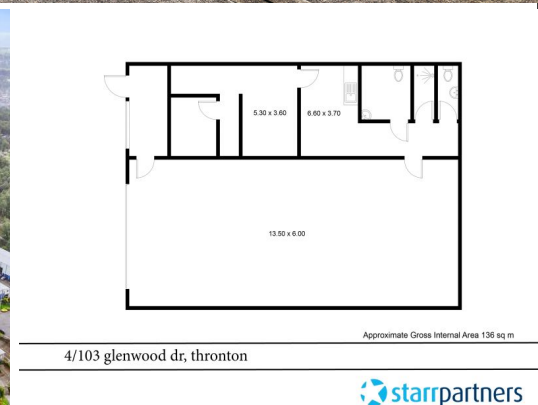 5.30 x 3.60
6.60 x 3.70
13.50 x 6.00
Approximate Gross Internal Area 136 sq m
4/103 glenwood dr, thronton
starrpartners